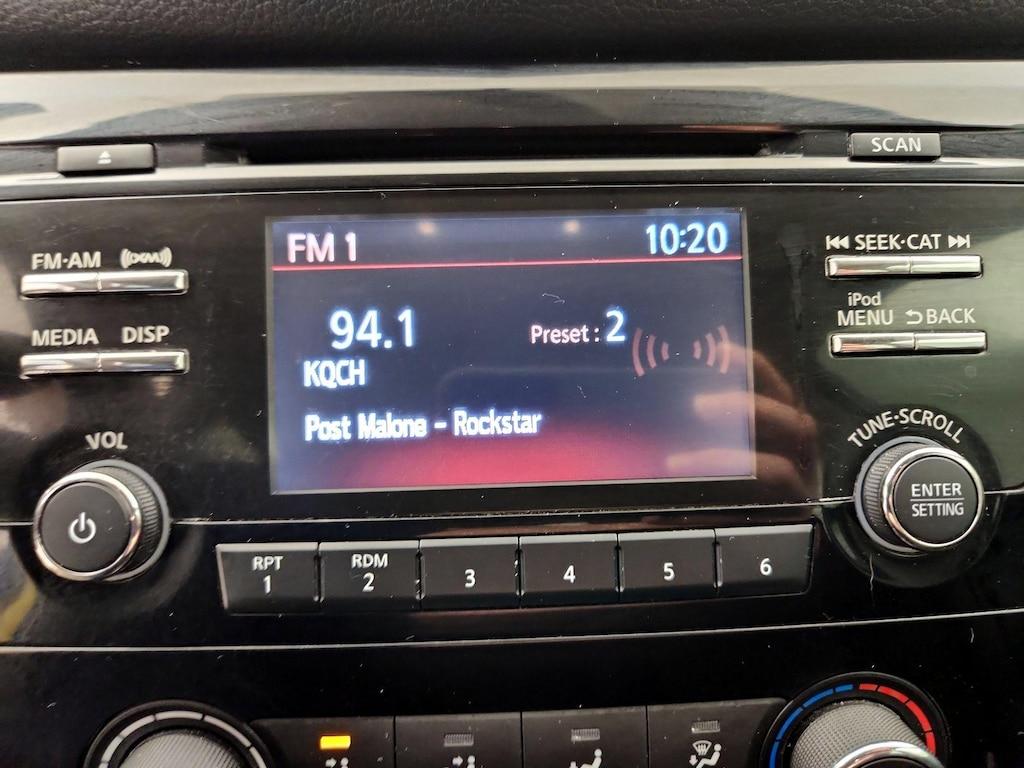 SCAN
FM·AM ((XM))
MEDIA DISP
VOL
FM 1 10:20
94.1 Preset : 2
KQCH
Post Malone - Rockstar
SEEK·CAT
iPod
MENU BACK
TUNE·SCROLL
ENTER
SETTING
RPT
1
RDM
2
3
4
5
6